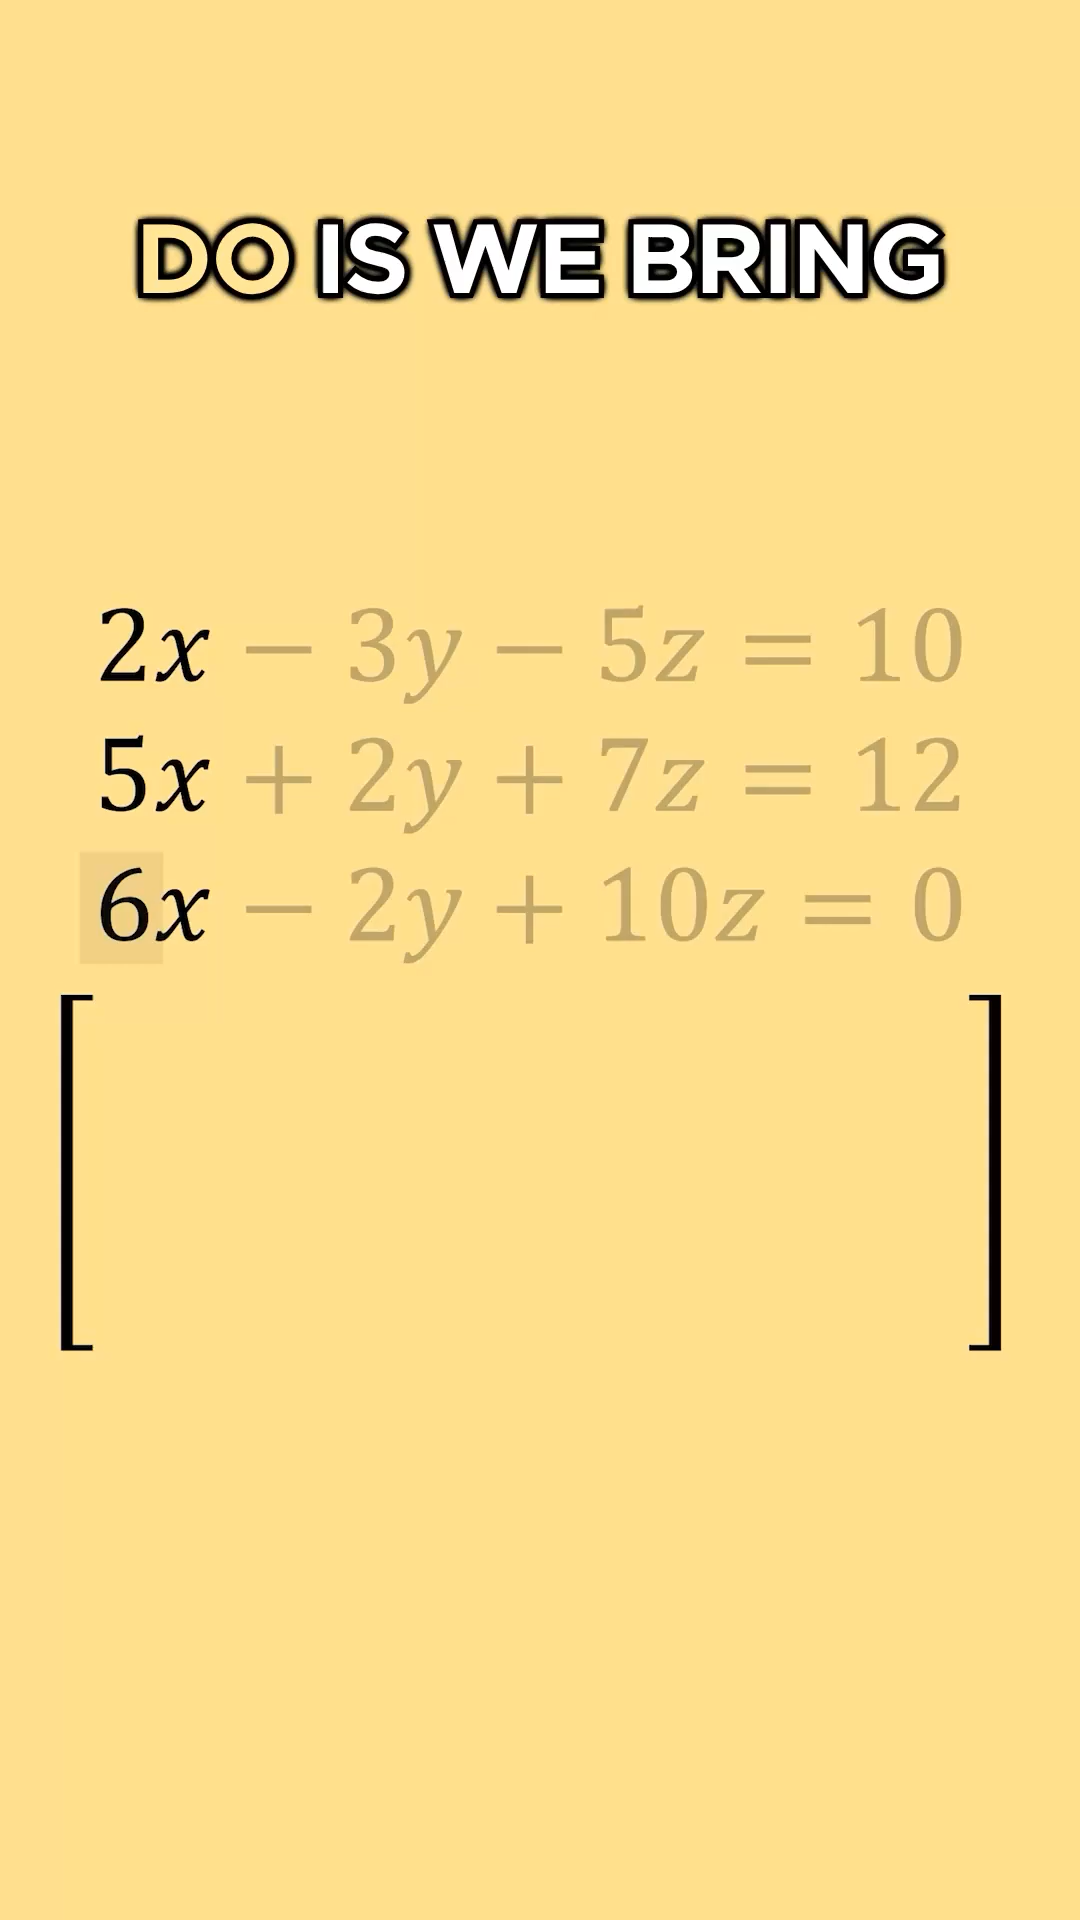 DO IS WE BRING
2x − 3y − 5z = 10
5x + 2y + 7z = 12
6x − 2y + 10z = 0
[ ]